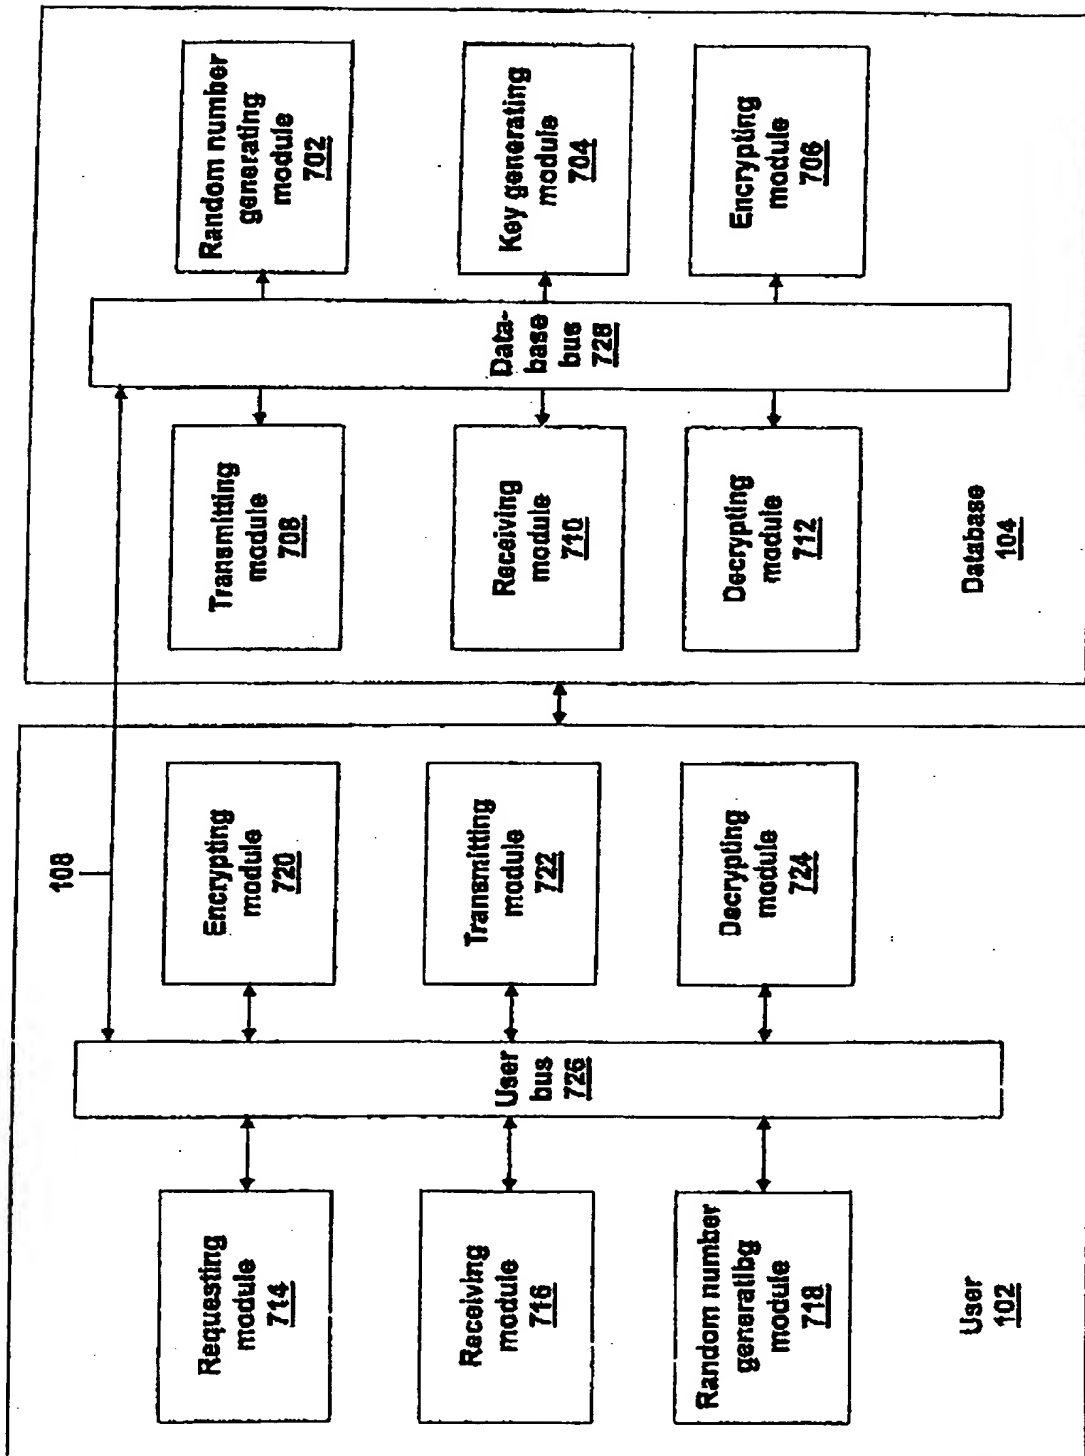 108
Requesting
module
714
Receiving
module
716
Random number
generatibg
module
718
User
bus
726
Encrypting
module
720
Transmitting
module
722
Decrypting
module
724
User
102
Transmitting
module
708
Receiving
module
710
Decrypting
module
712
Data-
base
bus
728
Random number
generating
module
702
Key generating
module
704
Encrypting
module
706
Database
104